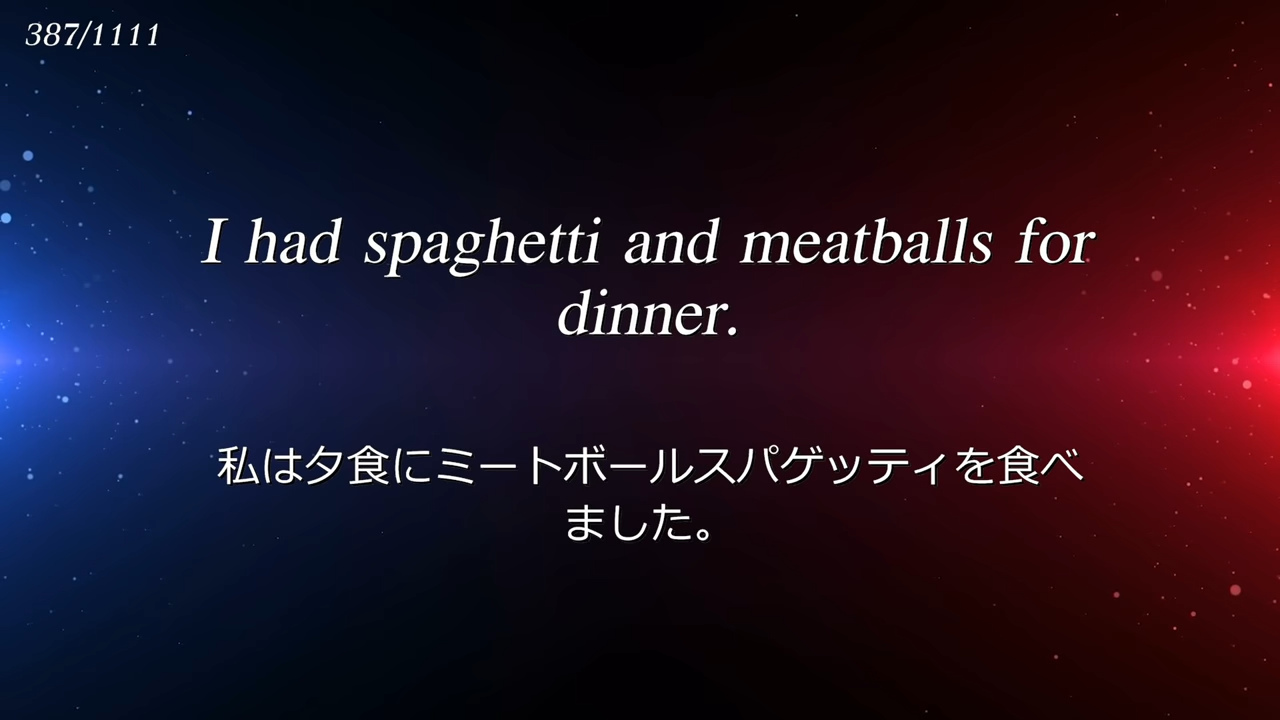 387/1111
I had spaghetti and meatballs for
dinner.
私は夕食にミートボールスパゲッティを食べ
ました。